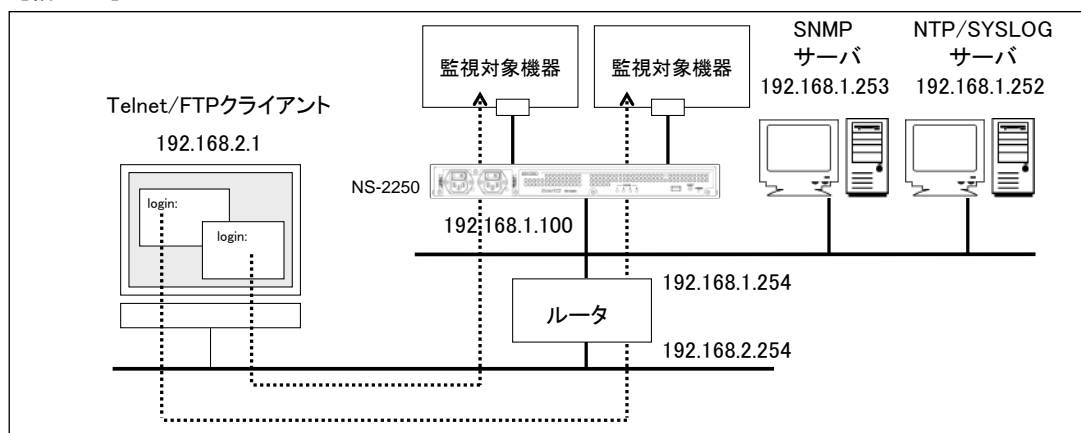 監視対象機器
監視対象機器
SNMP
サーバ
192.168.1.253
NTP/SYSLOG
サーバ
192.168.1.252
Telnet/FTPクライアント
192.168.2.1
login:
login:
NS-2250
192.168.1.100
192.168.1.254
ルータ
192.168.2.254